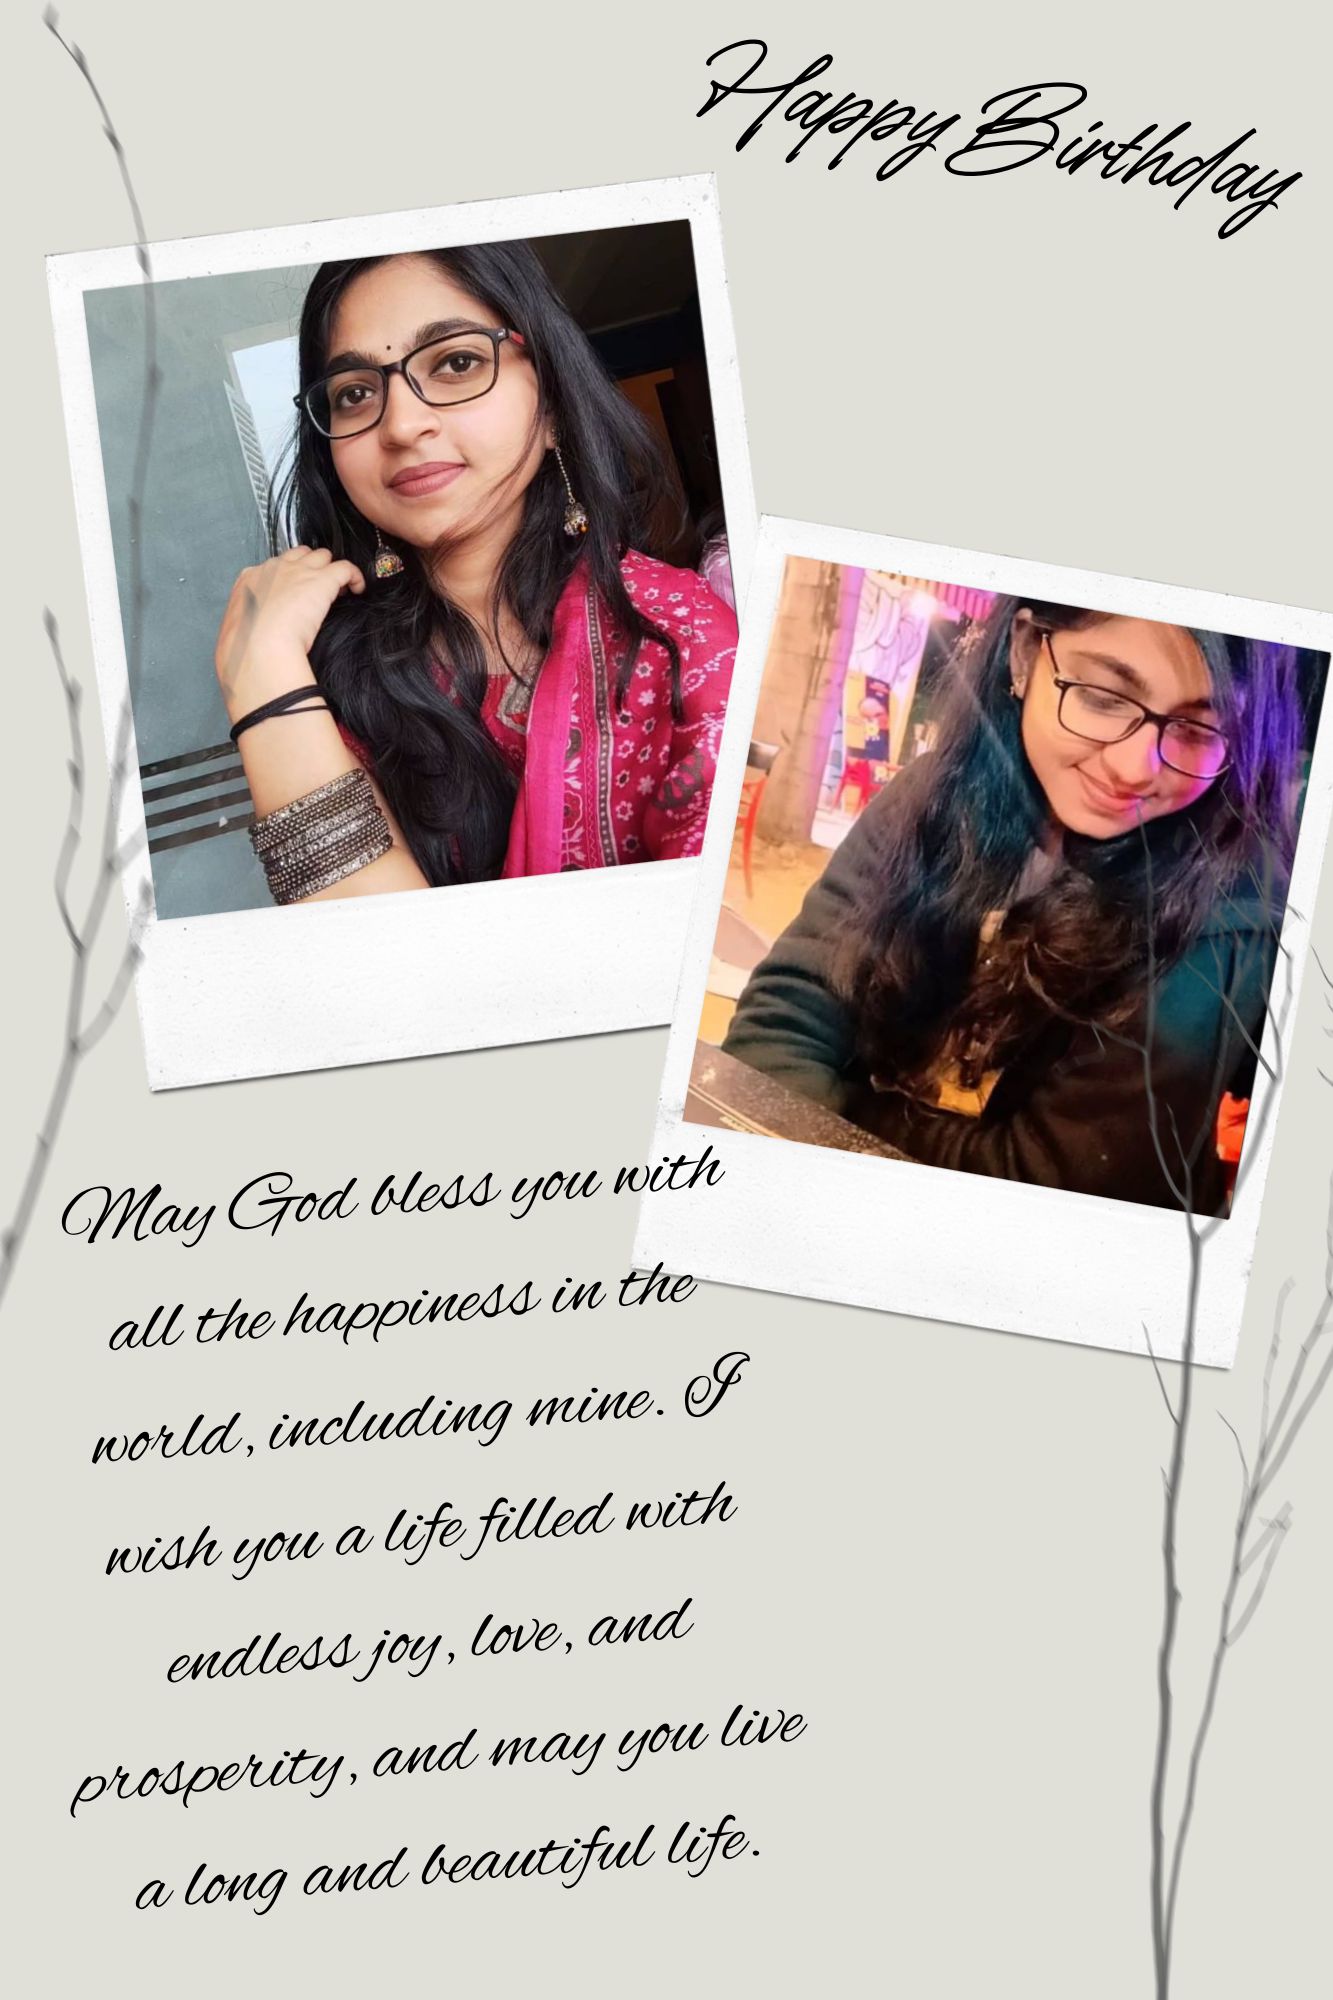 Happy Birthday
May God bless you with
all the happiness in the
world, including mine. I
wish you a life filled with
endless joy, love, and
prosperity, and may you live
a long and beautiful life.